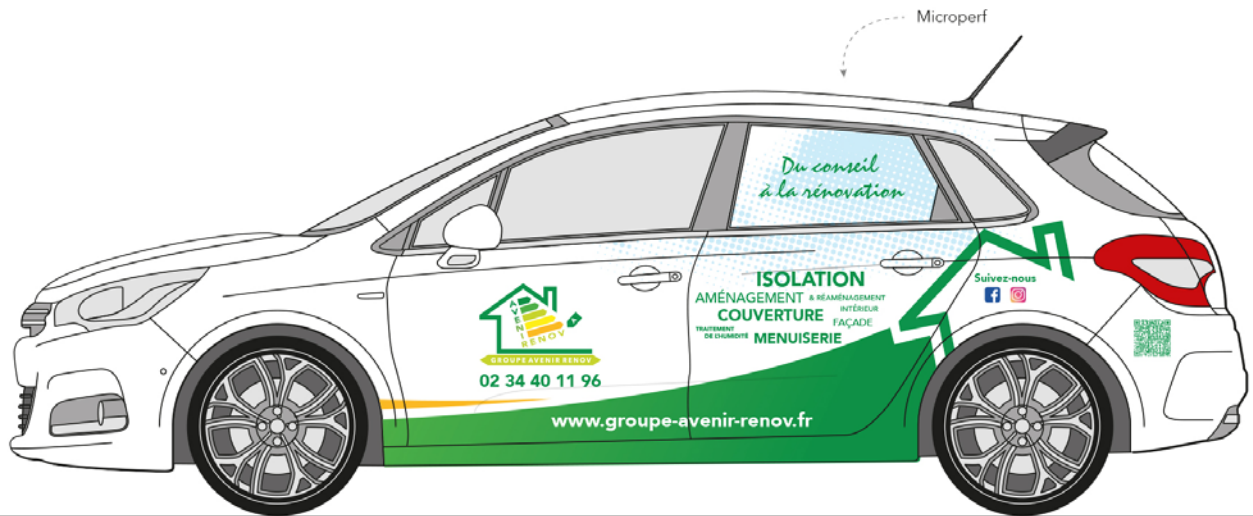 Microperf
Du conseil
à la rénovation
ISOLATION
AMÉNAGEMENT & RÉAMÉNAGEMENT
INTÉRIEUR
COUVERTURE
FAÇADE
TRAITEMENT
DE L'HUMIDITÉ
MENUISERIE
Suivez-nous
AVENIR
RENOV
GROUPE AVENIR RENOV
02 34 40 11 96
www.groupe-avenir-renov.fr